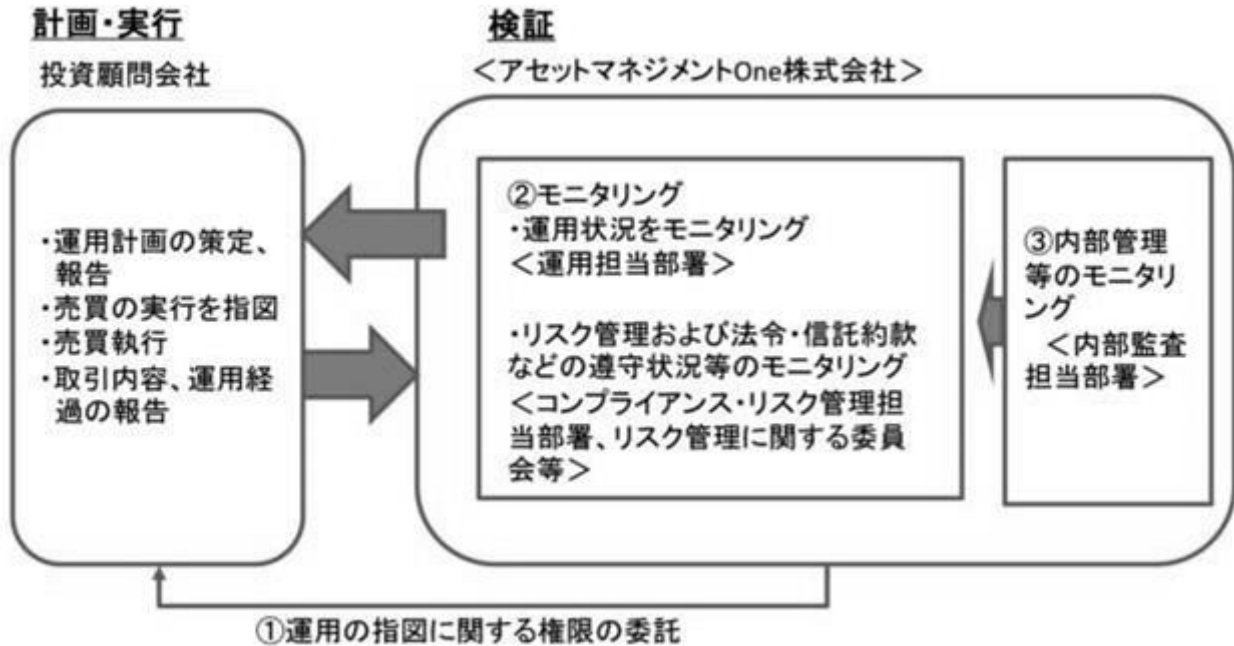 計画・実行
投資顧問会社
・運用計画の策定、
報告
・売買の実行を指図
・売買執行
・取引内容、運用経
過の報告
検証
＜アセットマネジメントOne株式会社＞
②モニタリング
・運用状況をモニタリング
＜運用担当部署＞
・リスク管理および法令・信託約款
などの遵守状況等のモニタリング
＜コンプライアンス・リスク管理担
当部署、リスク管理に関する委員
会等＞
③内部管理
等のモニタリ
ング
＜内部監査
担当部署＞
①運用の指図に関する権限の委託